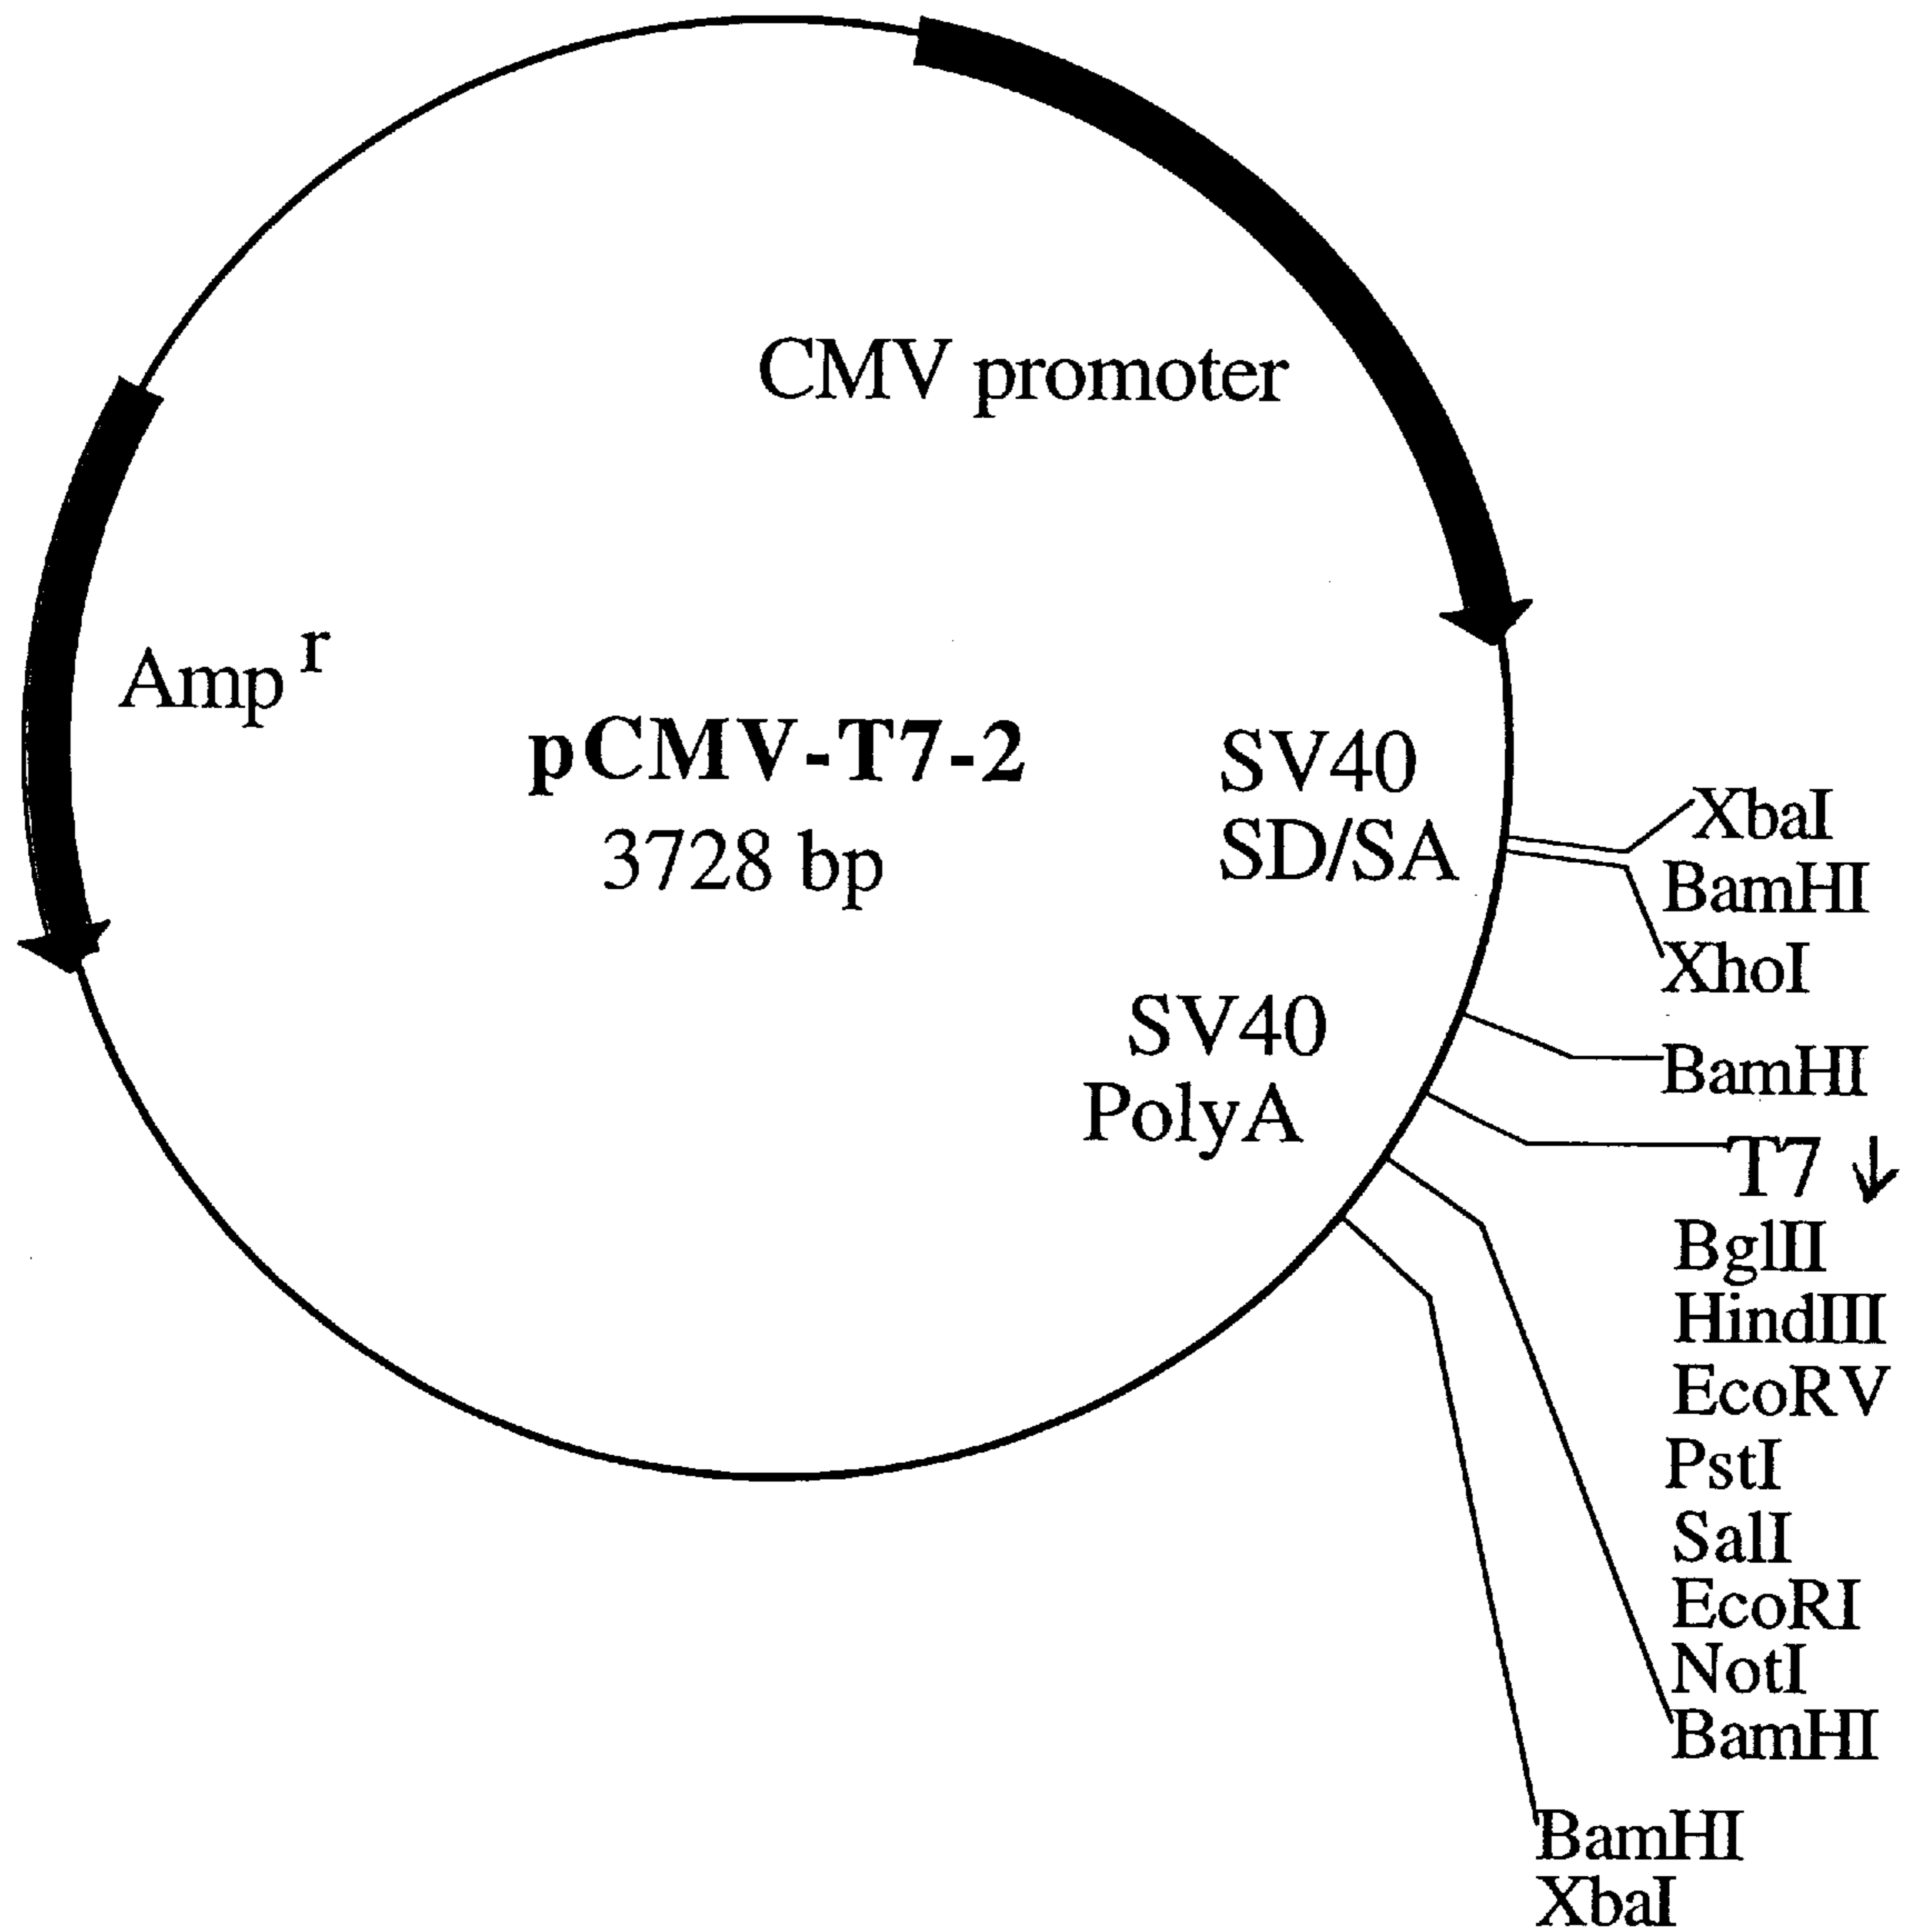 CMV promoter
Amp r
pCMV-T7-2
3728 bp
SV40
SD/SA
XbaI
BamHI
XhoI
SV40
PolyA
BamHI
T7 ↓
BglII
HindIII
EcoRV
PstI
SalI
EcoRI
NotI
BamHI
BamHI
XbaI